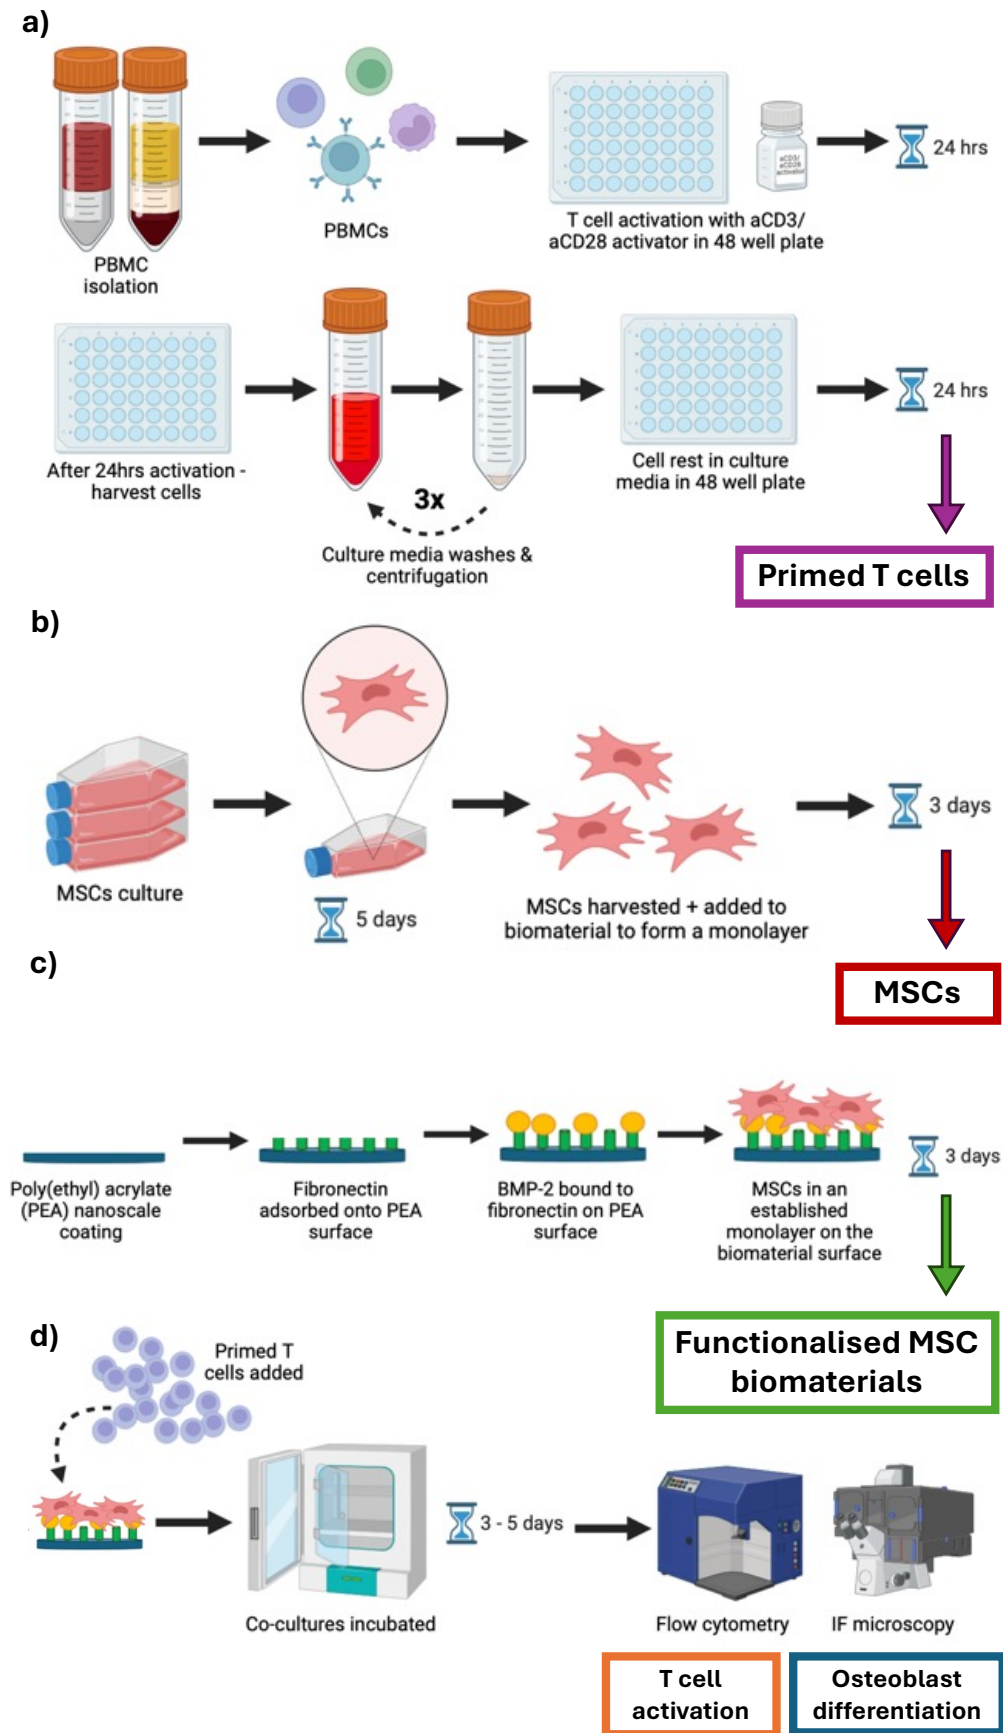 a)
24 hrs
aCD3/
aCD28
activator
PBMCs
T cell activation with aCD3/
aCD28 activator in 48 well plate
PBMC
isolation
24 hrs
After 24hrs activation -
harvest cells
3x
Culture media washes &
centrifugation
Cell rest in culture
media in 48 well plate
Primed T cells
b)
MSCs culture
5 days
MSCs harvested + added to
biomaterial to form a monolayer
3 days
MSCs
c)
Poly(ethyl) acrylate
(PEA) nanoscale
coating
Fibronectin
adsorbed onto PEA
surface
BMP-2 bound to
fibronectin on PEA
surface
MSCs in an
established
monolayer on the
biomaterial surface
3 days
Functionalised MSC
biomaterials
d)
Primed T
cells added
Co-cultures incubated
3 - 5 days
Flow cytometry
IF microscopy
T cell
activation
Osteoblast
differentiation